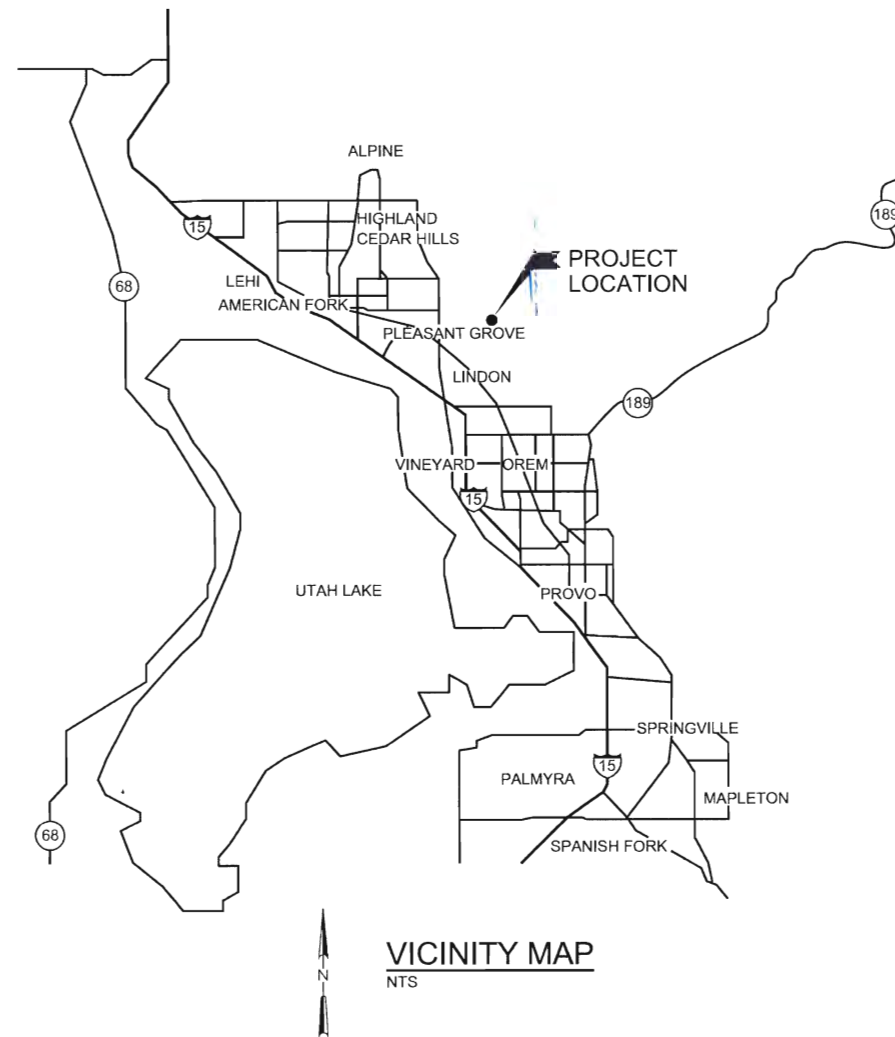 ALPINE
189
HIGHLAND
15
CEDAR HILLS
PROJECT
LOCATION
68
LEHI
AMERICAN FORK
PLEASANT GROVE
LINDON
189
VINEYARD
OREM
15
UTAH LAKE
PROVO
SPRINGVILLE
15
PALMYRA
MAPLETON
68
SPANISH FORK
VICINITY MAP
N
NTS